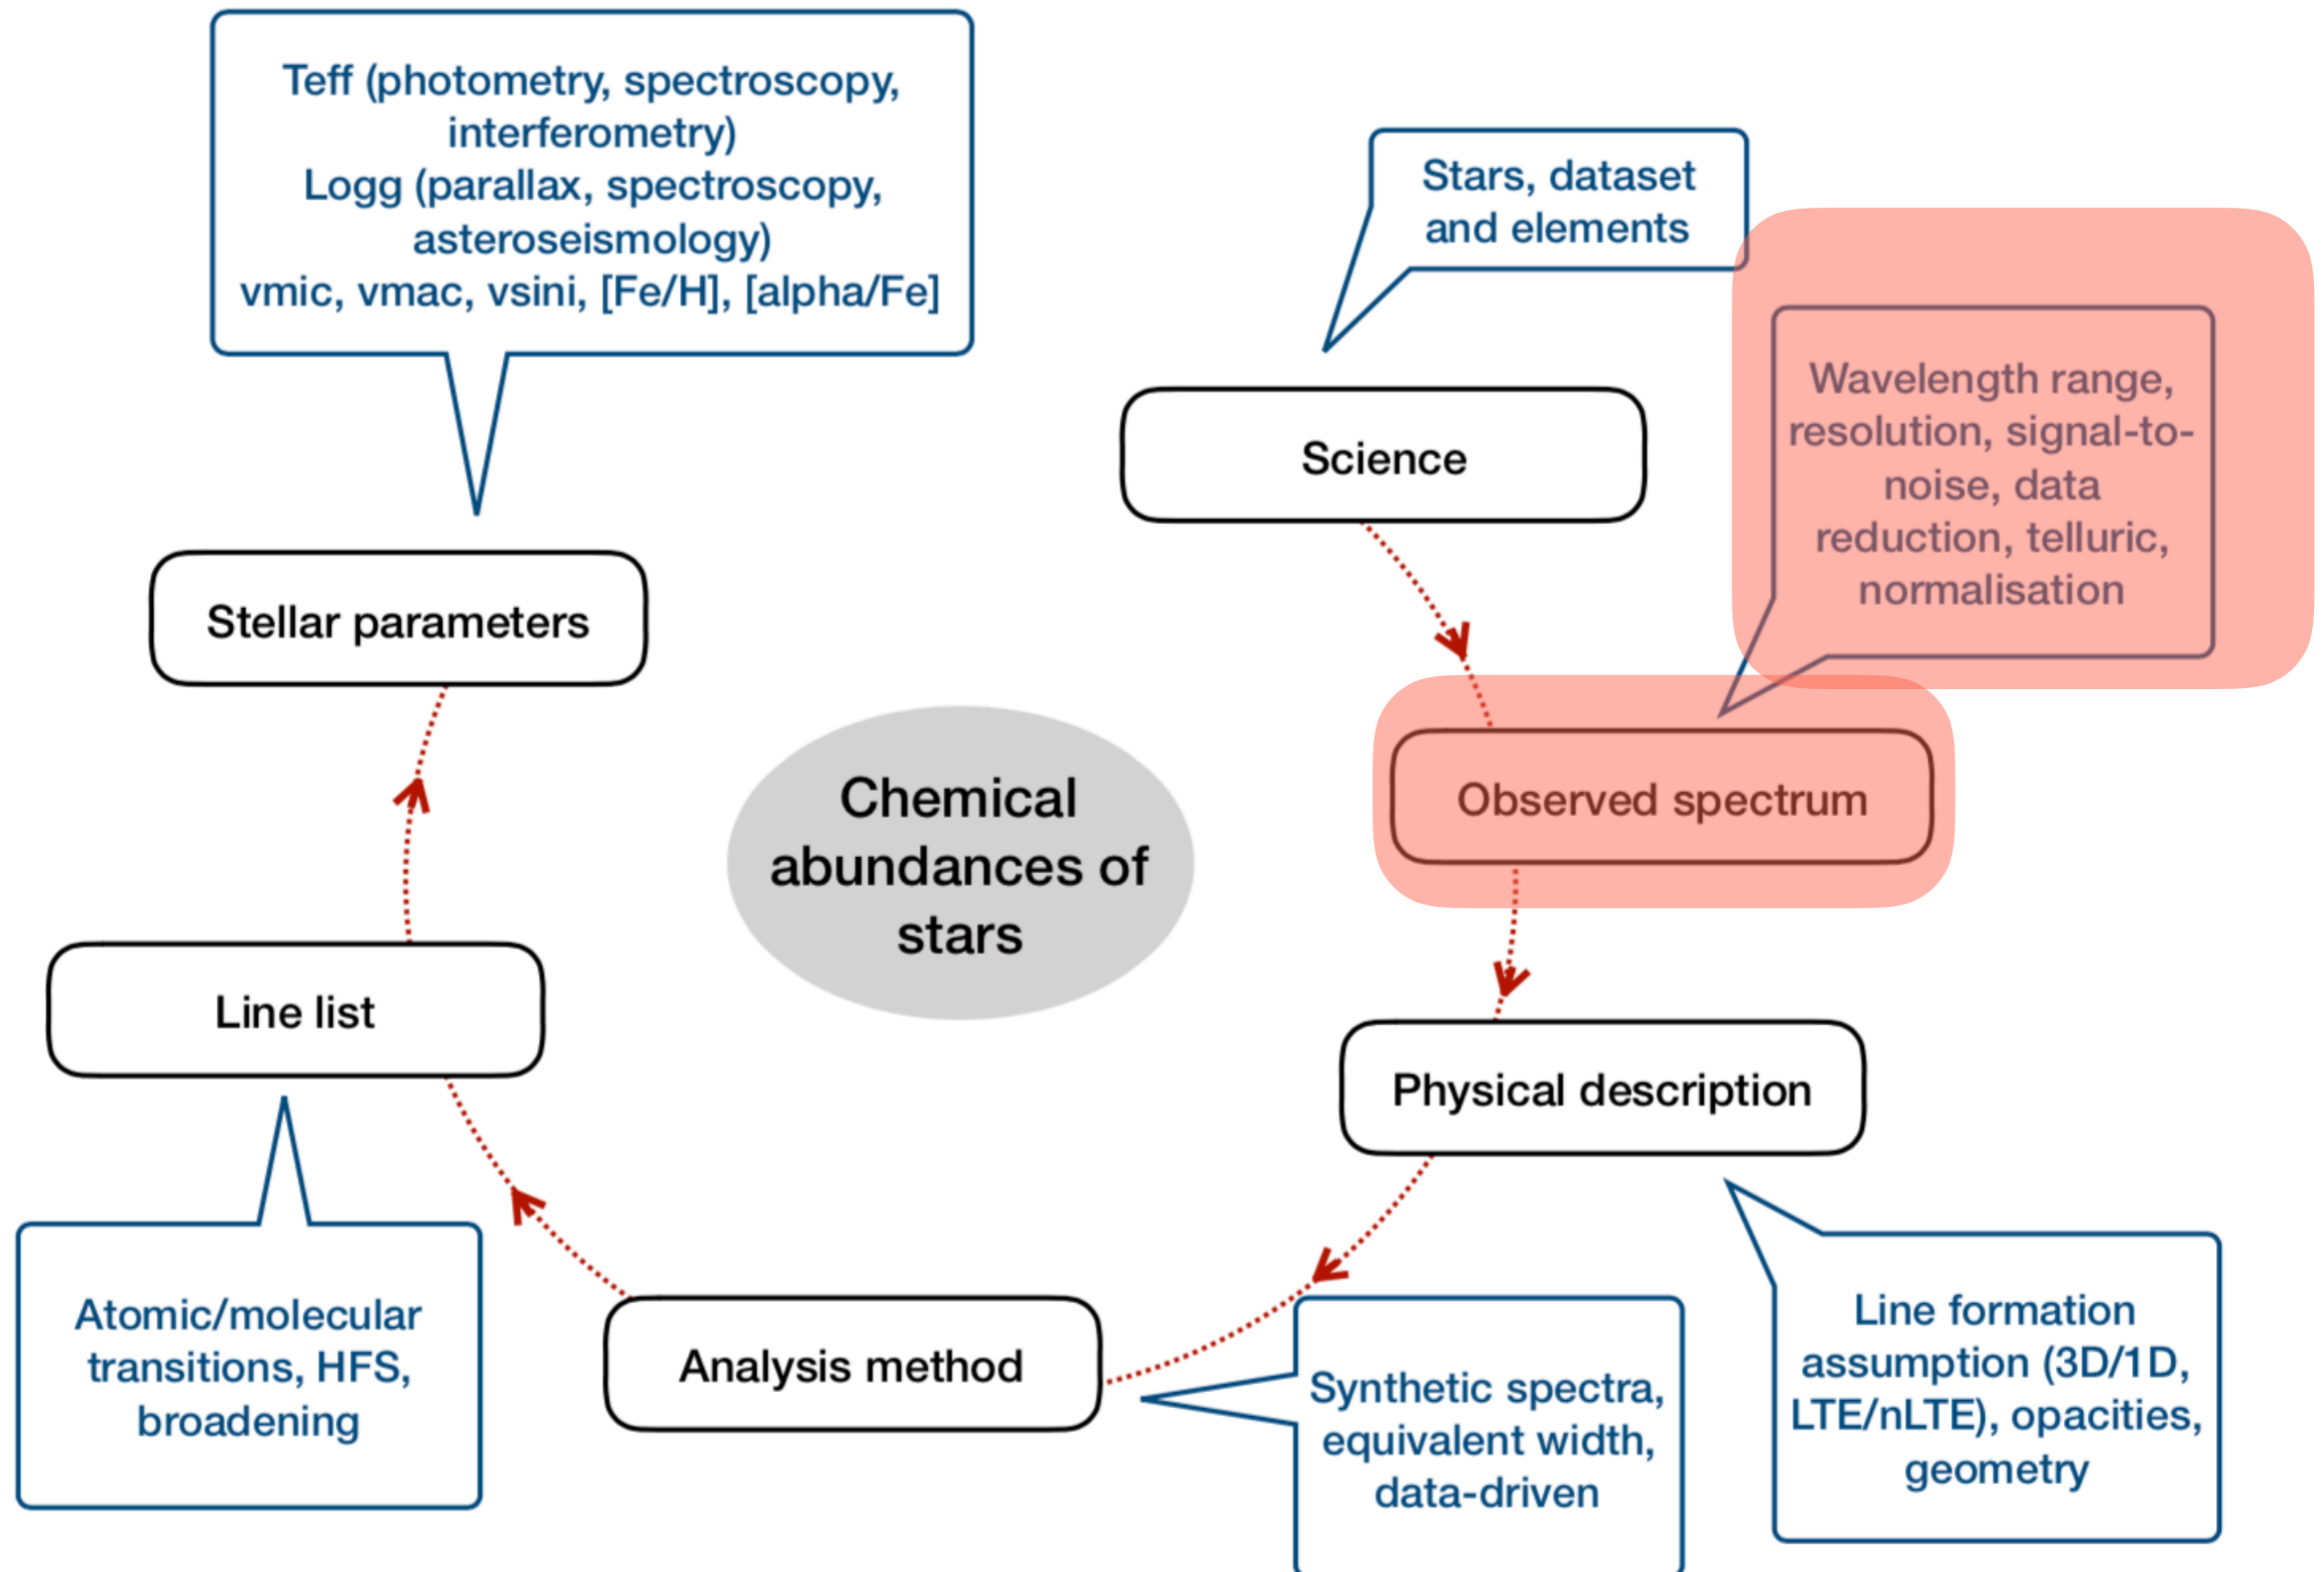 Teff (photometry, spectroscopy,
interferometry)
Logg (parallax, spectroscopy,
asteroseismology)
vmic, vmac, vsini, [Fe/H], [alpha/Fe]
Stars, dataset
and elements
Wavelength range,
resolution, signal-to-
noise, data
reduction, telluric,
normalisation
Science
Stellar parameters
Observed spectrum
Chemical
abundances of
stars
Line list
Physical description
Analysis method
Atomic/molecular
transitions, HFS,
broadening
Synthetic spectra,
equivalent width,
data-driven
Line formation
assumption (3D/1D,
LTE/nLTE), opacities,
geometry